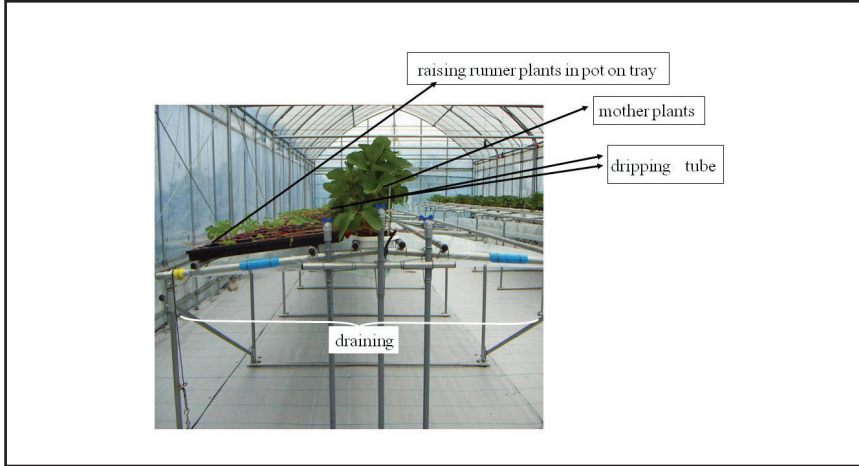 raising runner plants in pot on tray
mother plants
dripping tube
draining